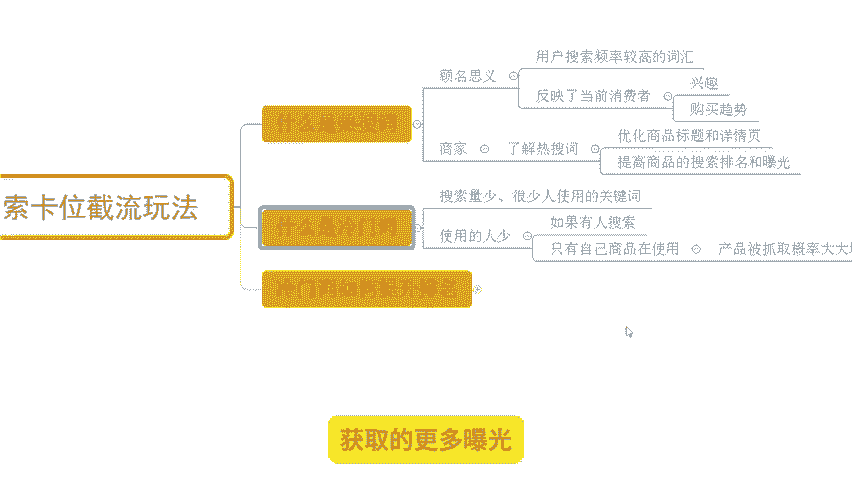 用户搜索频率较高的词汇
顾名思义
兴趣
反映了当前消费者
购买趋势
什么是热搜词
优化商品标题和详情页
商家
了解热搜词
提高商品的搜索排名和曝光
搜索量少、很少人使用的关键词
索卡位截流玩法
如果有人搜索
什么是冷门词
使用的人少
只有自己商品在使用
产品被抓取概率大大
获取的更多曝光